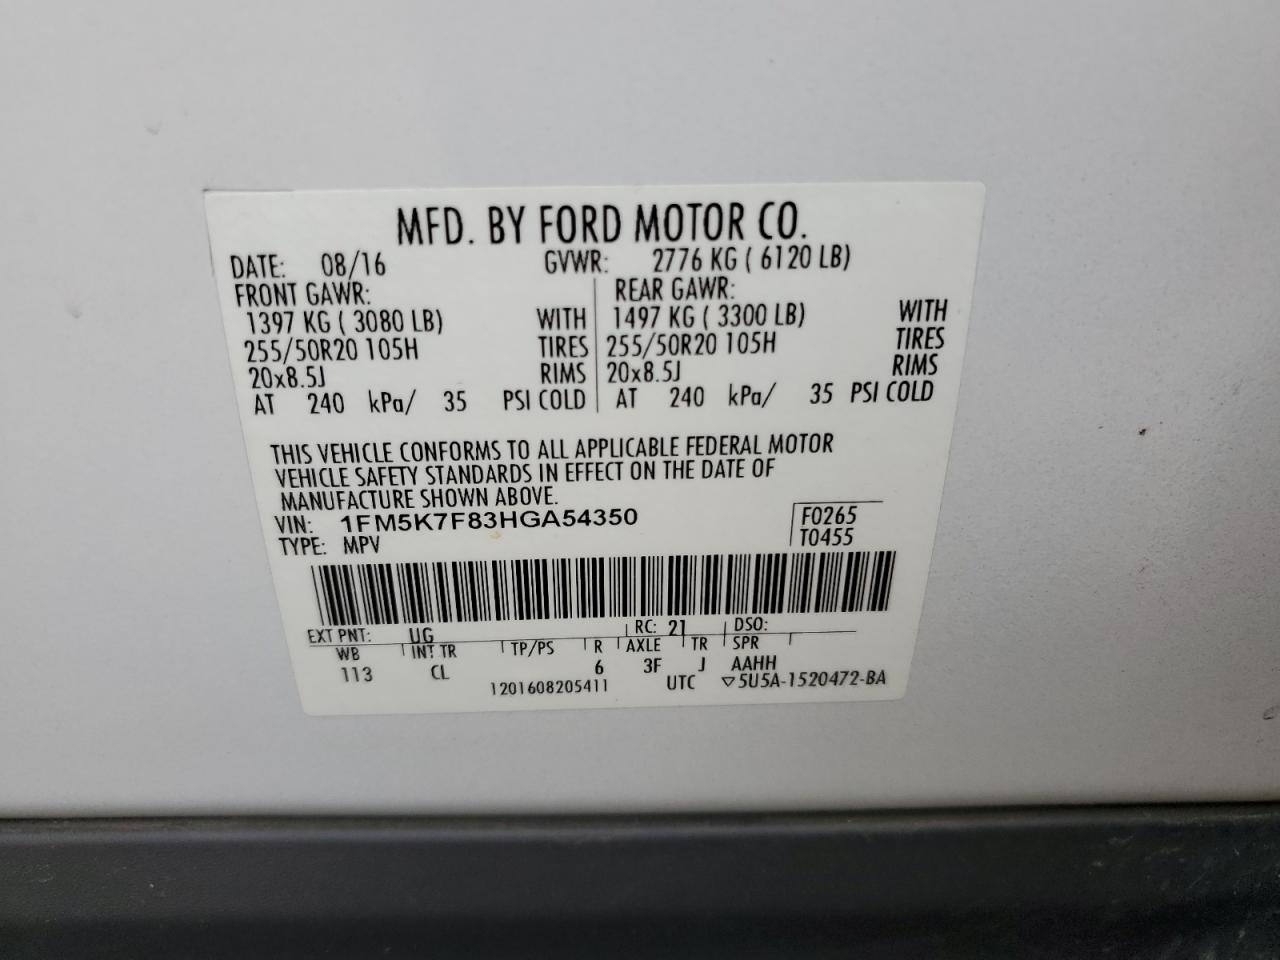 MFD. BY FORD MOTOR CO.
DATE: 08/16 GVWR: 2776 KG ( 6120 LB)
FRONT GAWR: REAR GAWR:
1397 KG ( 3080 LB) WITH 1497 KG ( 3300 LB) WITH
255/50R20 105H TIRES 255/50R20 105H TIRES
20x8.5J RIMS 20x8.5J RIMS
AT 240 kPa/ 35 PSI COLD AT 240 kPa/ 35 PSI COLD
THIS VEHICLE CONFORMS TO ALL APPLICABLE FEDERAL MOTOR
VEHICLE SAFETY STANDARDS IN EFFECT ON THE DATE OF
MANUFACTURE SHOWN ABOVE.
VIN: 1FM5K7F83HGA54350 F0265
TYPE: MPV T0455
EXT PNT: UG RC: 21 DSO:
WB INT TR TP/PS R AXLE TR SPR
113 CL 6 3F J AAHH
1201608205411 UTC ▽5U5A-1520472-BA